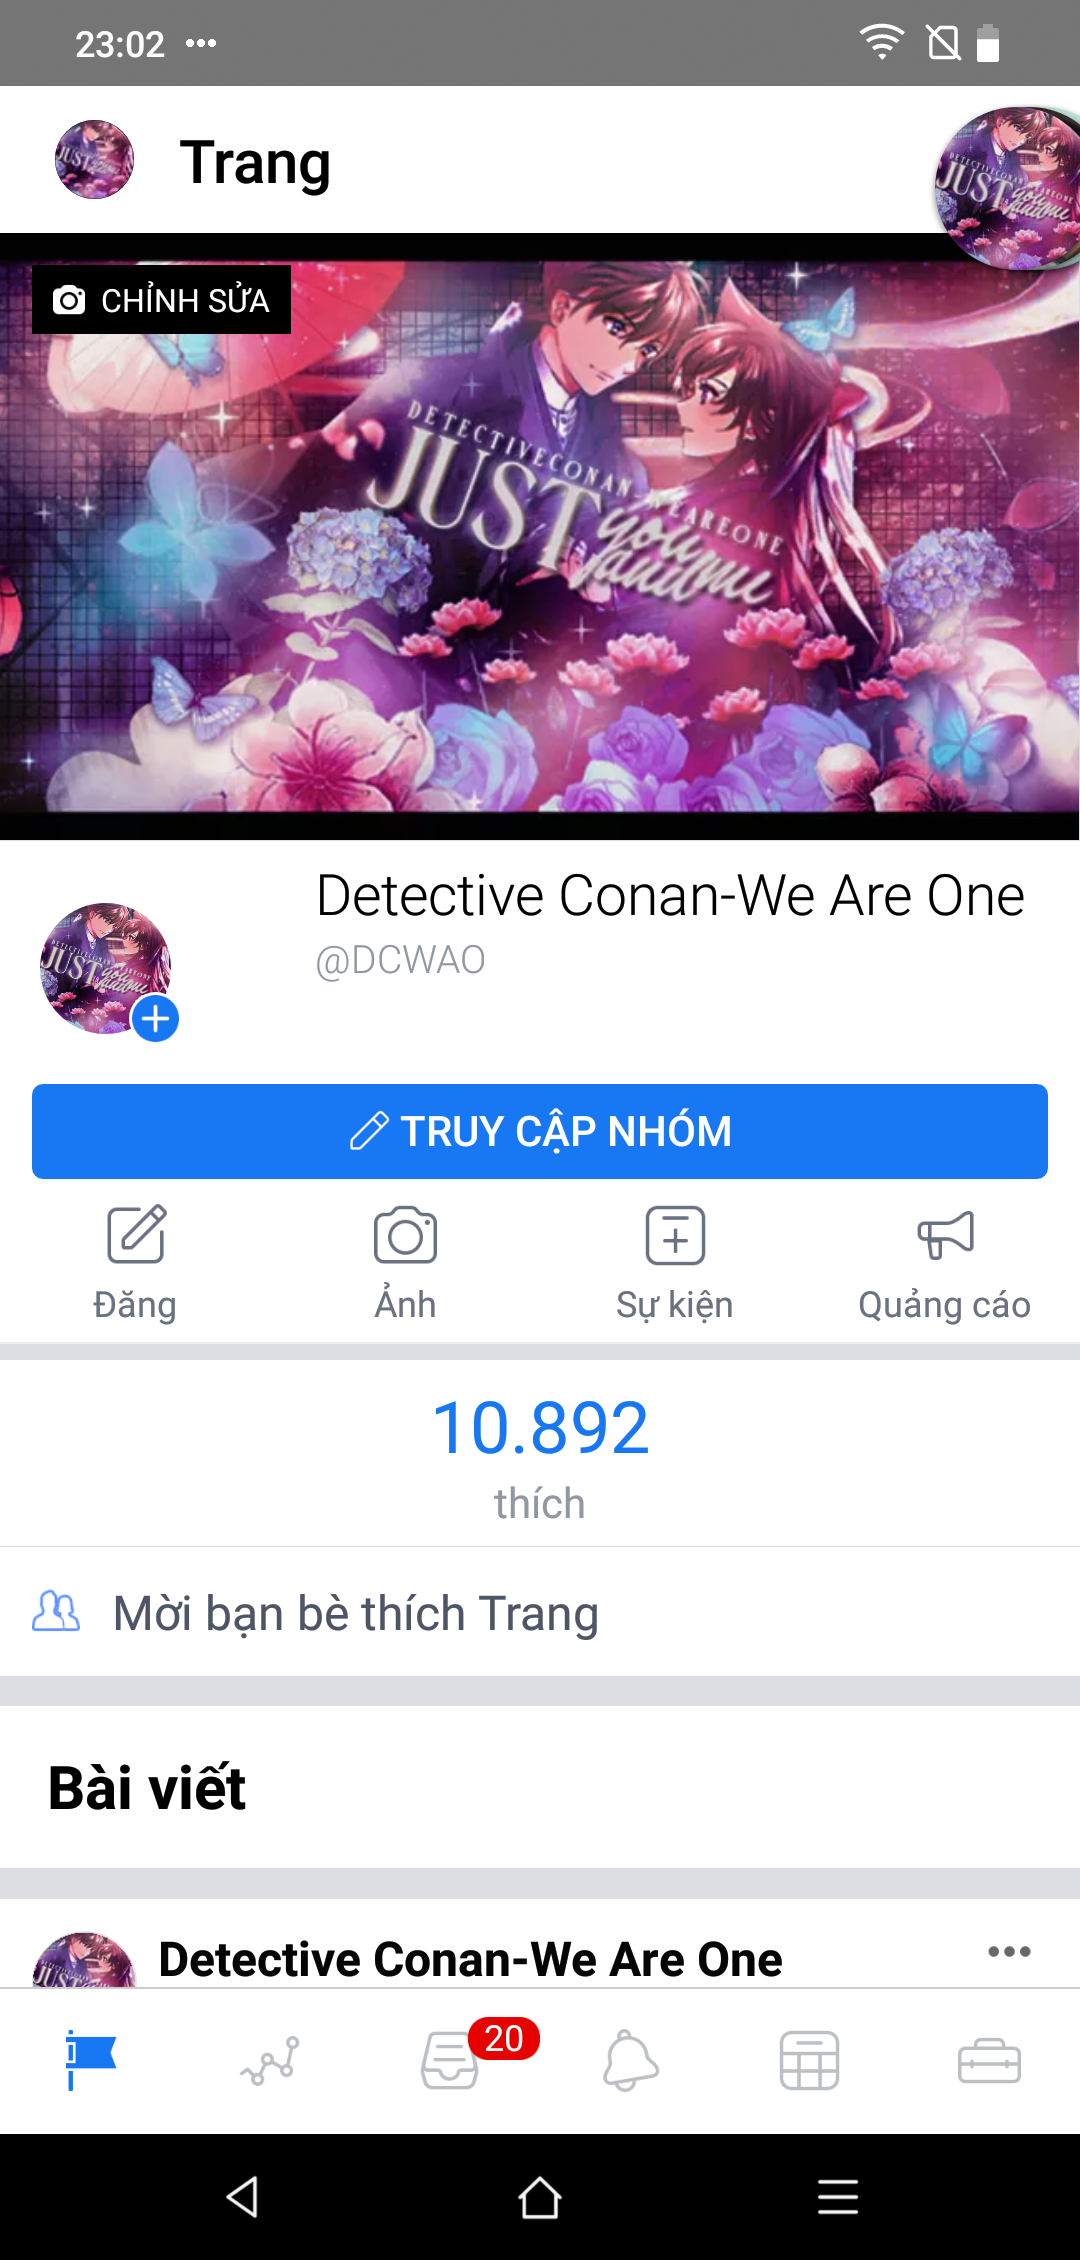 23:02
Trang
CHỈNH SỬA
DETECTIVECONAN WEAREONE
JUST you and me
Detective Conan-We Are One
@DCWAO
TRUY CẬP NHÓM
Đăng
Ảnh
Sự kiện
Quảng cáo
10.892
thích
Mời bạn bè thích Trang
Bài viết
Detective Conan-We Are One
20